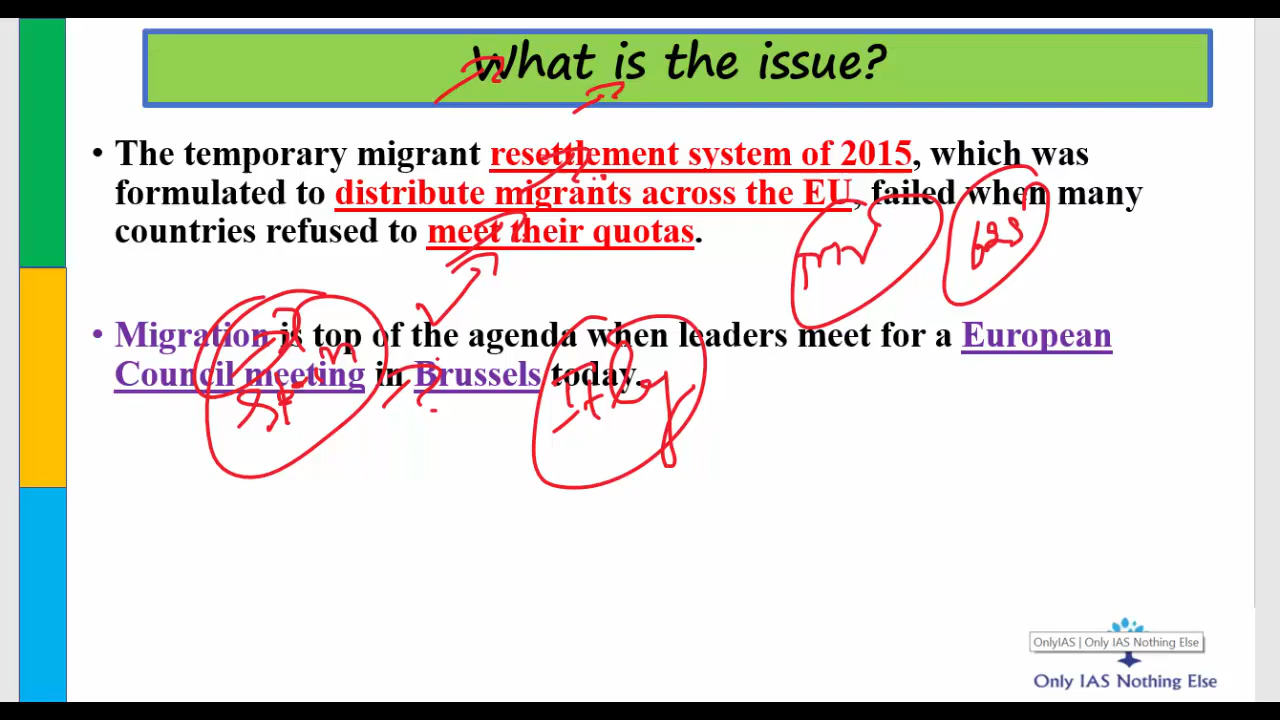 What is the issue?
• The temporary migrant resettlement system of 2015, which was
formulated to distribute migrants across the EU, failed when many
countries refused to meet their quotas.
• Migration is top of the agenda when leaders meet for a European
Council meeting in Brussels today.
Italy
OnlyIAS | Only IAS Nothing Else
Only IAS Nothing Else